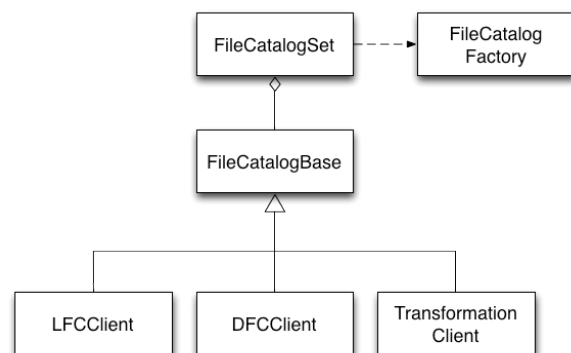 FileCatalogSet
FileCatalog
Factory
FileCatalogBase
LFCClient
DFCClient
Transformation
Client